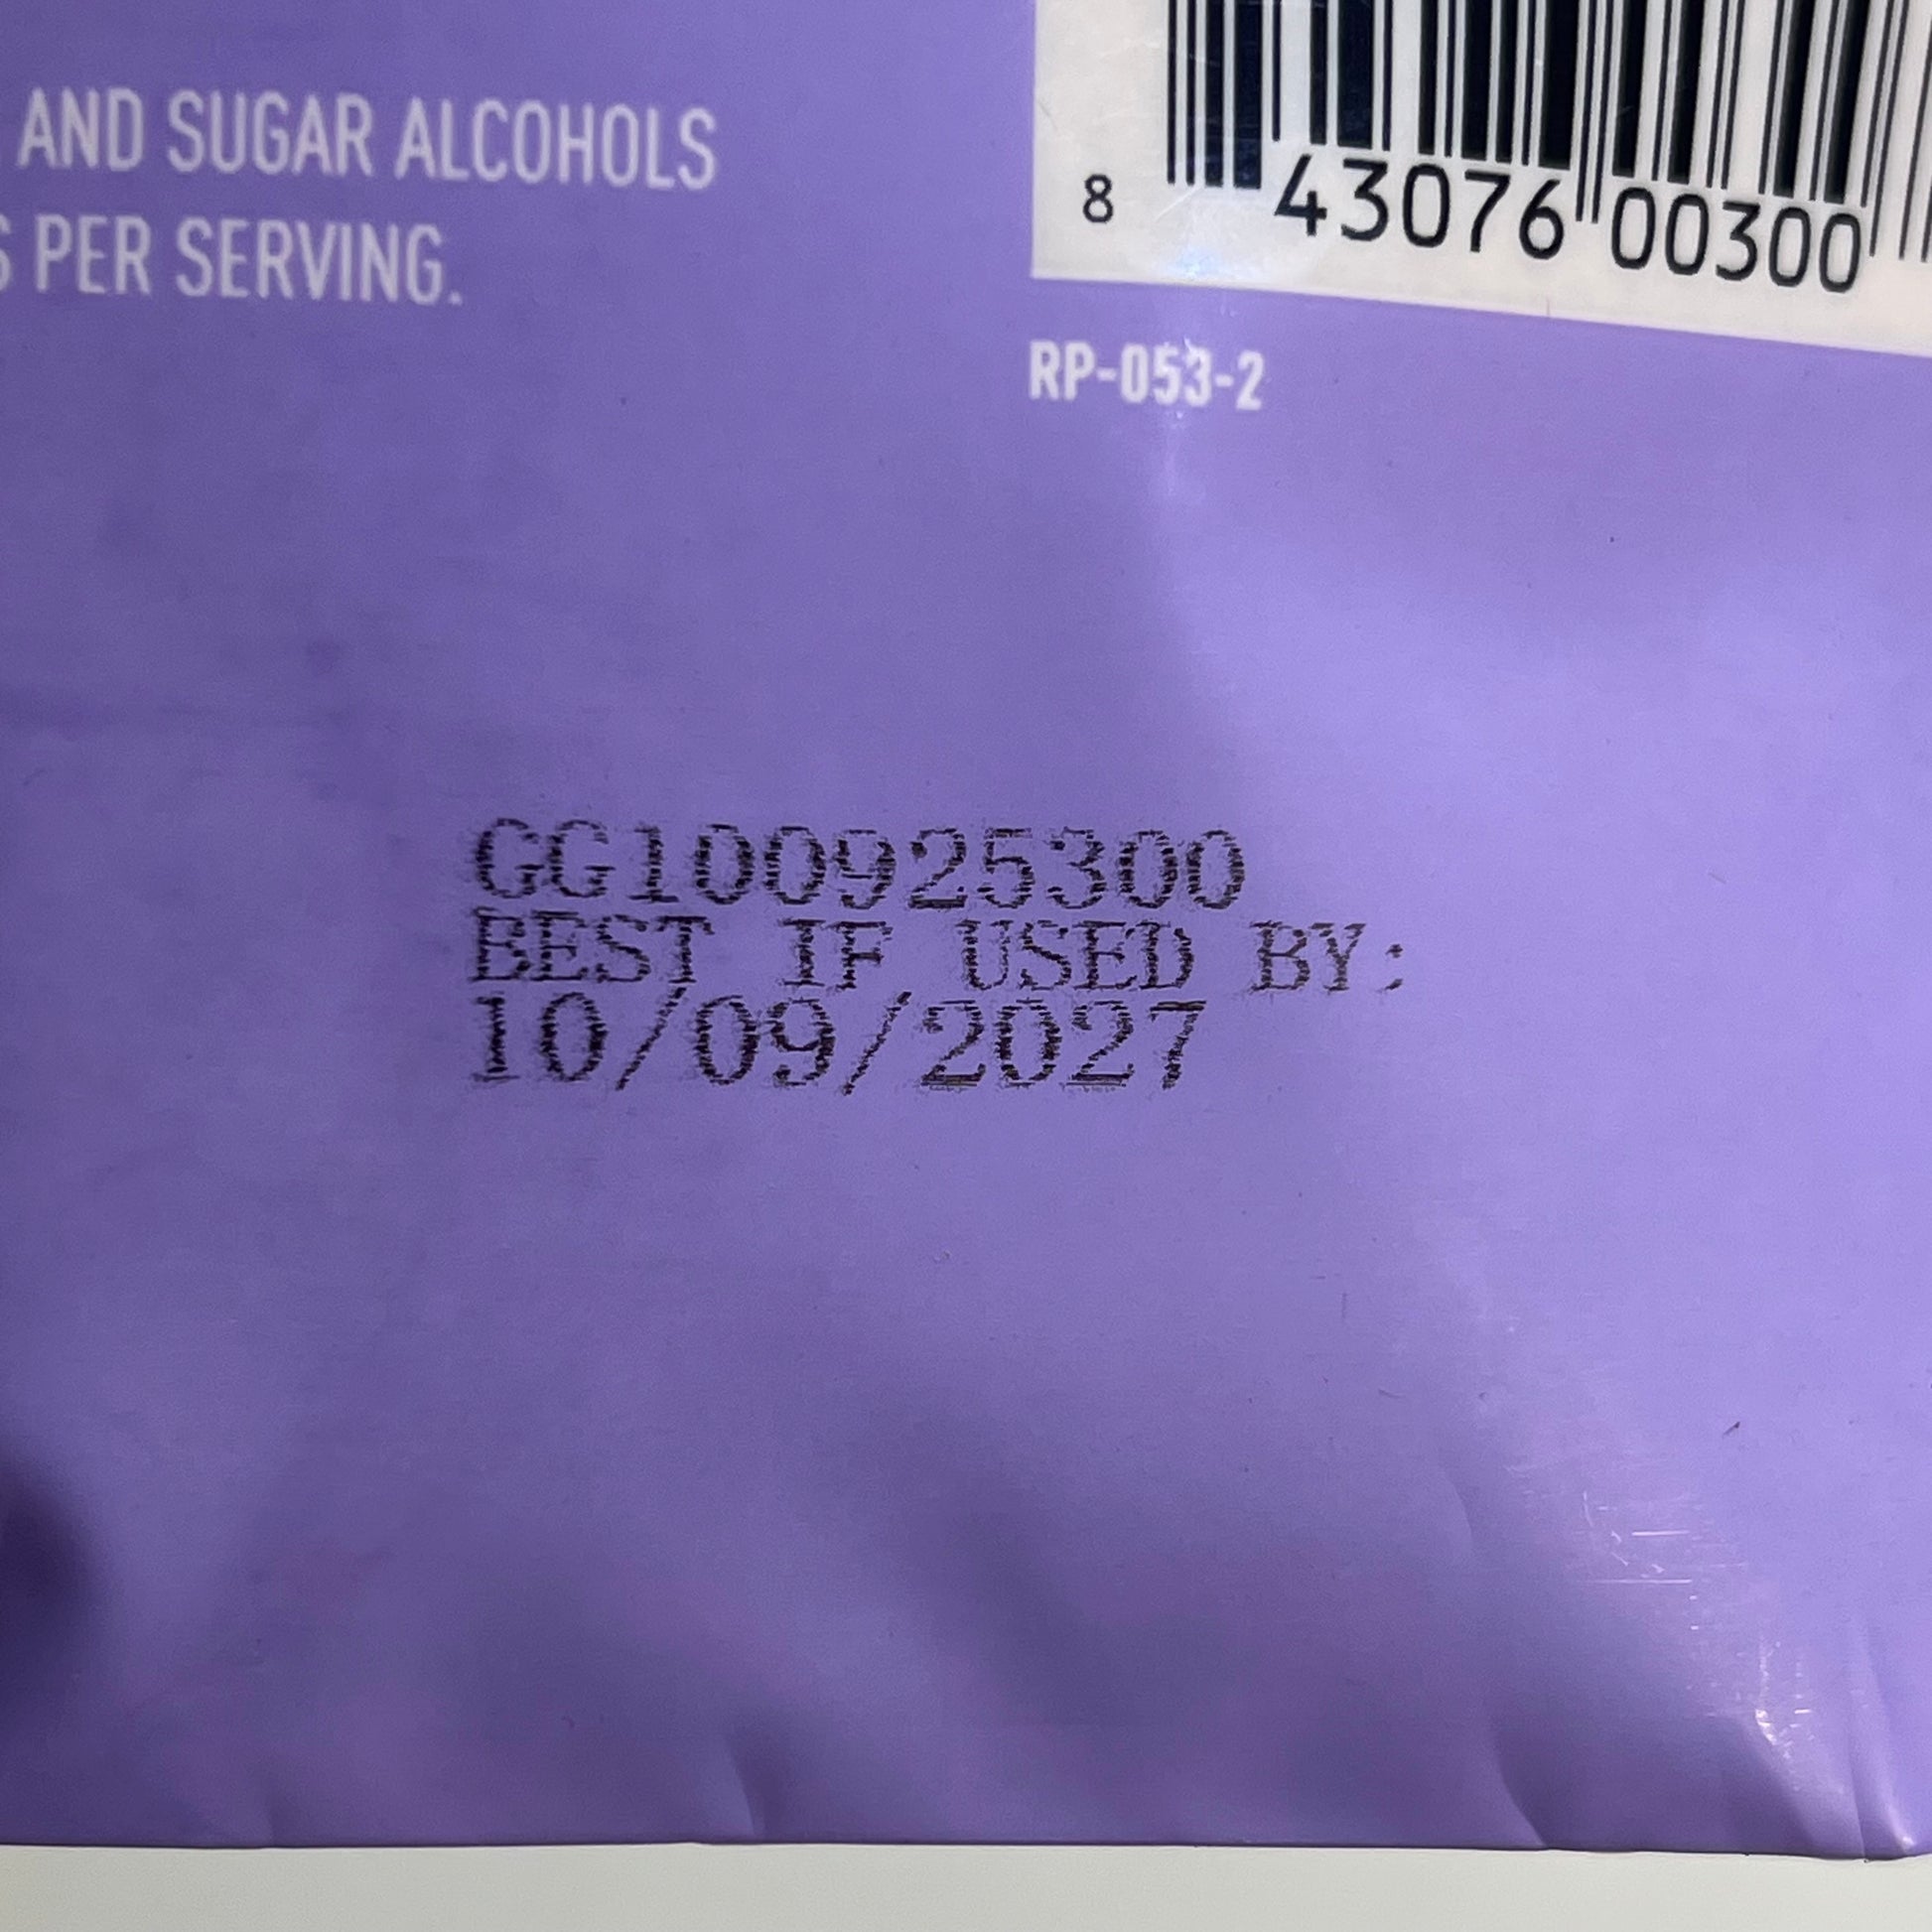 AND SUGAR ALCOHOLS
PER SERVING.
8 43076 00300
RP-053-2
GG100925300
BEST IF USED BY:
10/09/2027